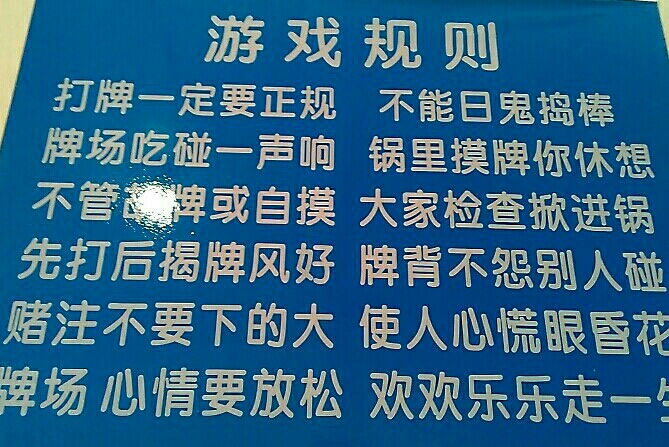 游戏规则
打牌一定要正规 不能日鬼捣棒
牌场吃碰一声响 锅里摸牌你休想
不管 牌或自摸 大家检查掀进锅
先打后揭牌风好 牌背不怨别人碰
赌注不要下的大 使人心慌眼昏花
牌场心情要放松 欢欢乐乐走一生